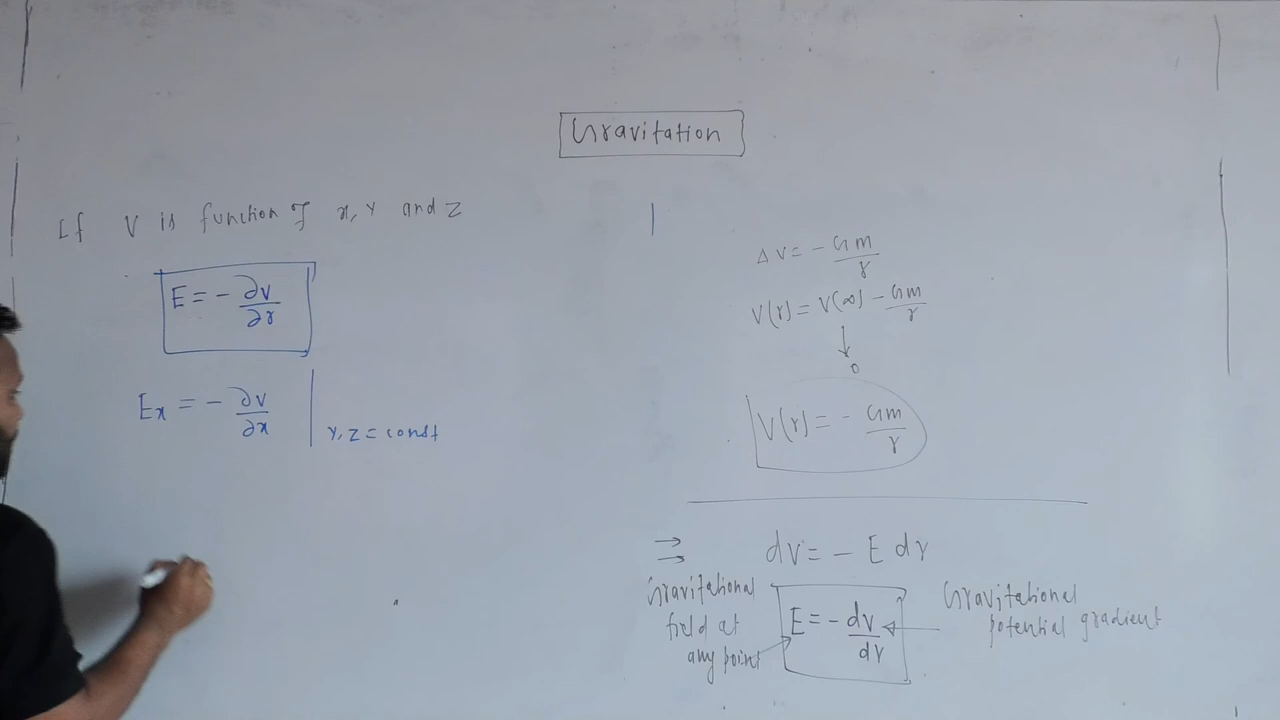 Gravitation
If V is function of x, y and z
E = - ∂v/∂r
Ex = - ∂v/∂x | y, z = const
Δv = - Gm/r
V(r) = V(∞) - Gm/r
↓
0
V(r) = - Gm/r
⇒ dv = - E dr
Gravitational
field at
any point
E = - dv/dr
Gravitational
potential gradient